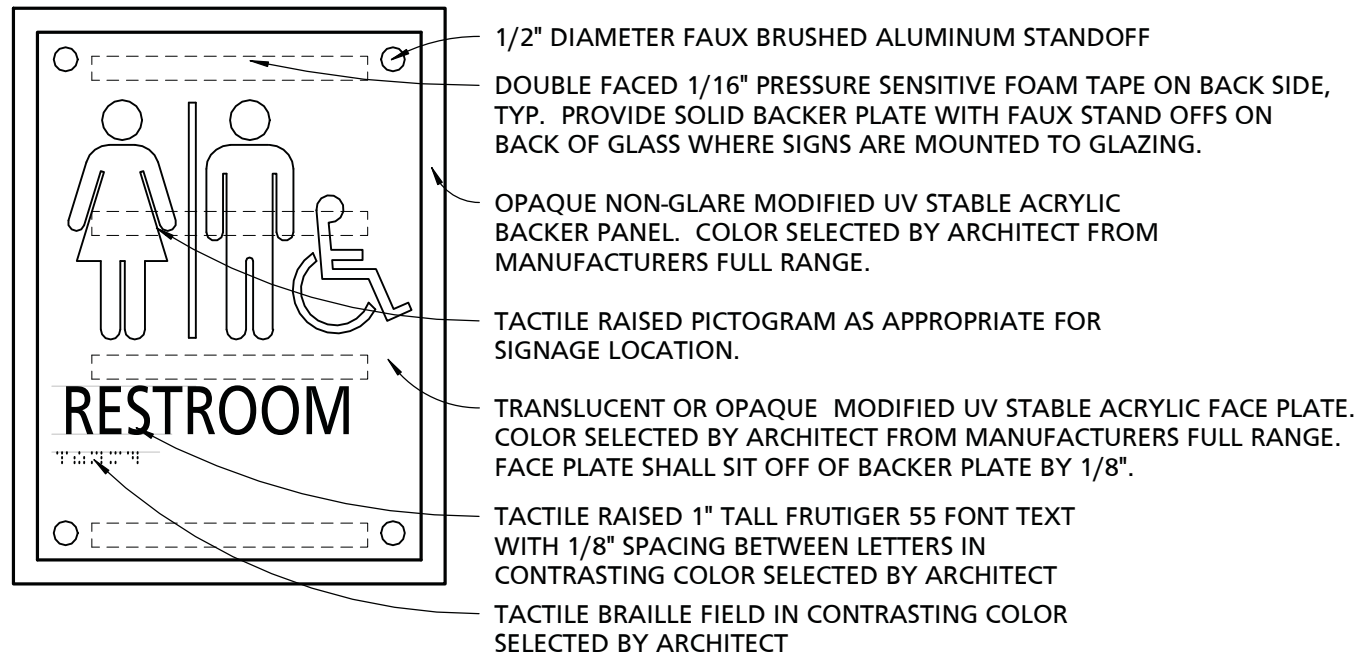 1/2" DIAMETER FAUX BRUSHED ALUMINUM STANDOFF
DOUBLE FACED 1/16" PRESSURE SENSITIVE FOAM TAPE ON BACK SIDE,
TYP. PROVIDE SOLID BACKER PLATE WITH FAUX STAND OFFS ON
BACK OF GLASS WHERE SIGNS ARE MOUNTED TO GLAZING.
OPAQUE NON-GLARE MODIFIED UV STABLE ACRYLIC
BACKER PANEL. COLOR SELECTED BY ARCHITECT FROM
MANUFACTURERS FULL RANGE.
TACTILE RAISED PICTOGRAM AS APPROPRIATE FOR
SIGNAGE LOCATION.
RESTROOM
TRANSLUCENT OR OPAQUE MODIFIED UV STABLE ACRYLIC FACE PLATE.
COLOR SELECTED BY ARCHITECT FROM MANUFACTURERS FULL RANGE.
FACE PLATE SHALL SIT OFF OF BACKER PLATE BY 1/8".
TACTILE RAISED 1" TALL FRUTIGER 55 FONT TEXT
WITH 1/8" SPACING BETWEEN LETTERS IN
CONTRASTING COLOR SELECTED BY ARCHITECT
TACTILE BRAILLE FIELD IN CONTRASTING COLOR
SELECTED BY ARCHITECT